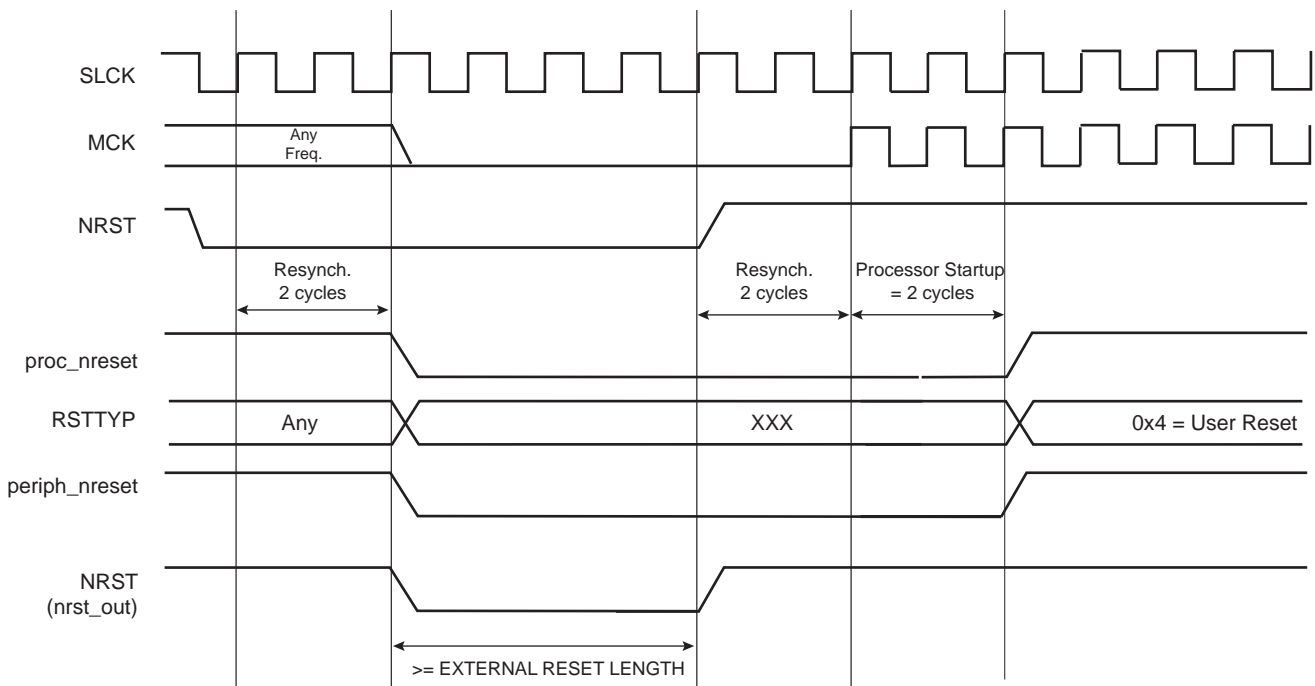 SLCK
MCK
Any
Freq.
NRST
Resynch.
2 cycles
Resynch.
2 cycles
Processor Startup
= 2 cycles
proc_nreset
RSTTYP
Any
XXX
0x4 = User Reset
periph_nreset
NRST
(nrst_out)
>= EXTERNAL RESET LENGTH